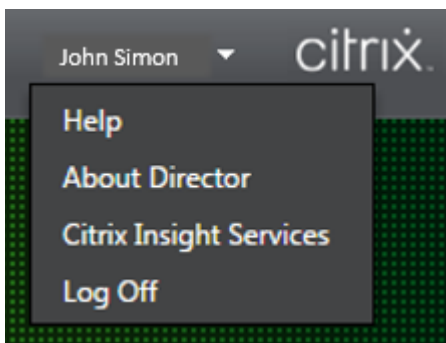 John Simon
citrix
Help
About Director
Citrix Insight Services
Log Off